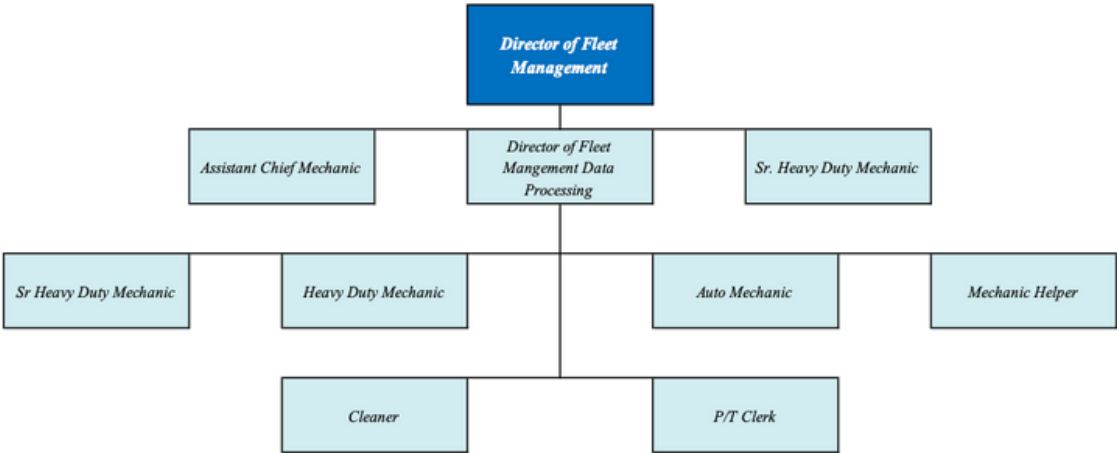 Director of Fleet
Management
Assistant Chief Mechanic
Director of Fleet
Mangement Data
Processing
Sr. Heavy Duty Mechanic
Sr Heavy Duty Mechanic
Heavy Duty Mechanic
Auto Mechanic
Mechanic Helper
Cleaner
P/T Clerk